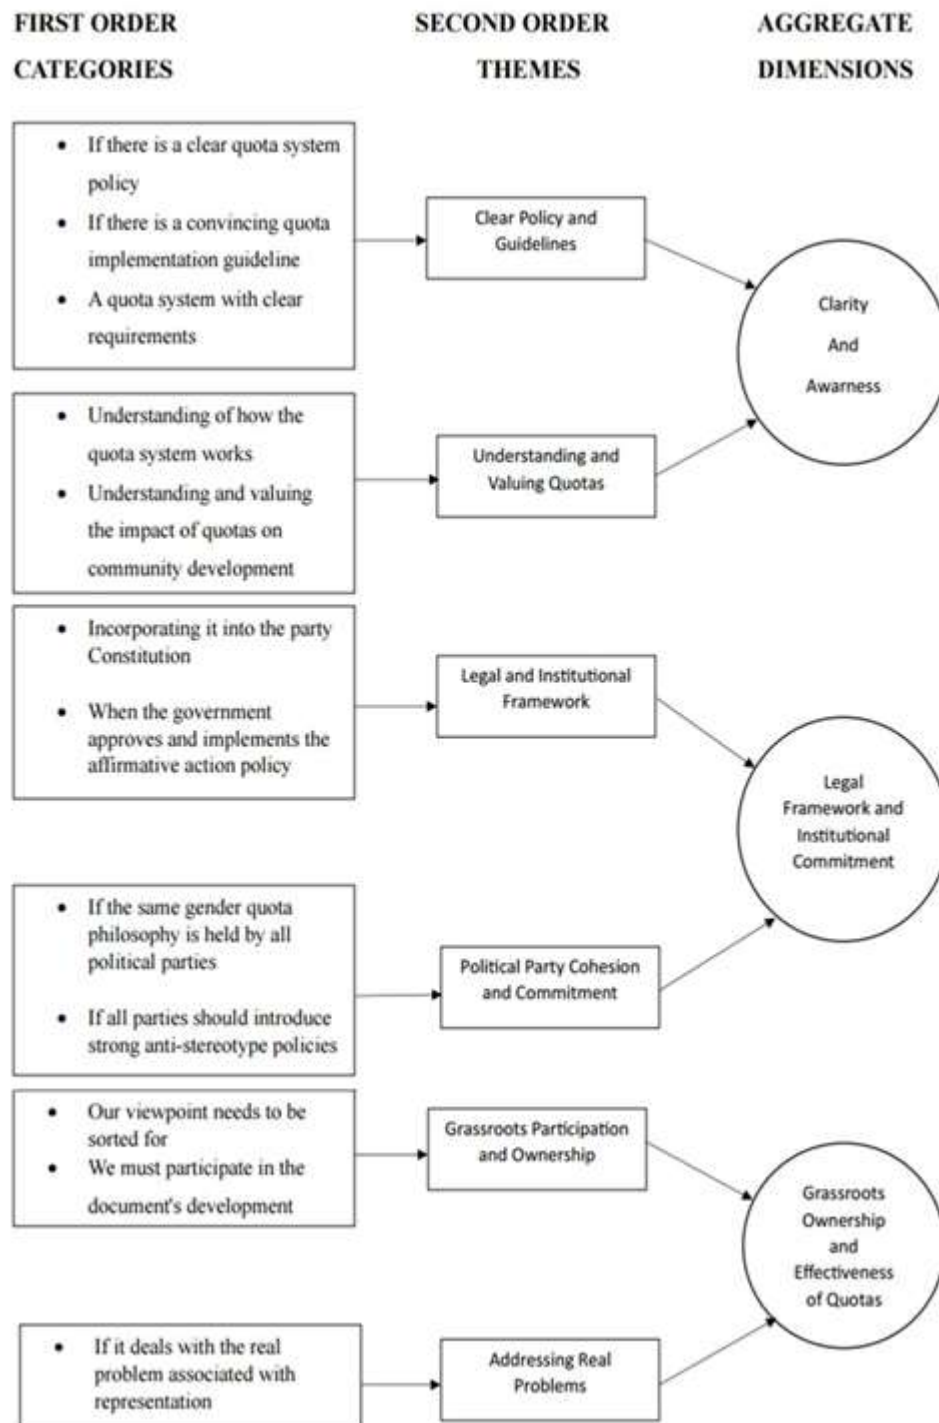 FIRST ORDER
CATEGORIES
SECOND ORDER
THEMES
AGGREGATE
DIMENSIONS
• If there is a clear quota system
policy
• If there is a convincing quota
implementation guideline
• A quota system with clear
requirements
Clear Policy and
Guidelines
Clarity
And
Awarness
• Understanding of how the
quota system works
• Understanding and valuing
the impact of quotas on
community development
Understanding and
Valuing Quotas
• Incorporating it into the party
Constitution
• When the government
approves and implements the
affirmative action policy
Legal and Institutional
Framework
Legal
Framework and
Institutional
Commitment
• If the same gender quota
philosophy is held by all
political parties
• If all parties should introduce
strong anti-stereotype policies
Political Party Cohesion
and Commitment
• Our viewpoint needs to be
sorted for
• We must participate in the
document's development
Grassroots Participation
and Ownership
Grassroots
Ownership
and
Effectiveness
of Quotas
• If it deals with the real
problem associated with
representation
Addressing Real
Problems